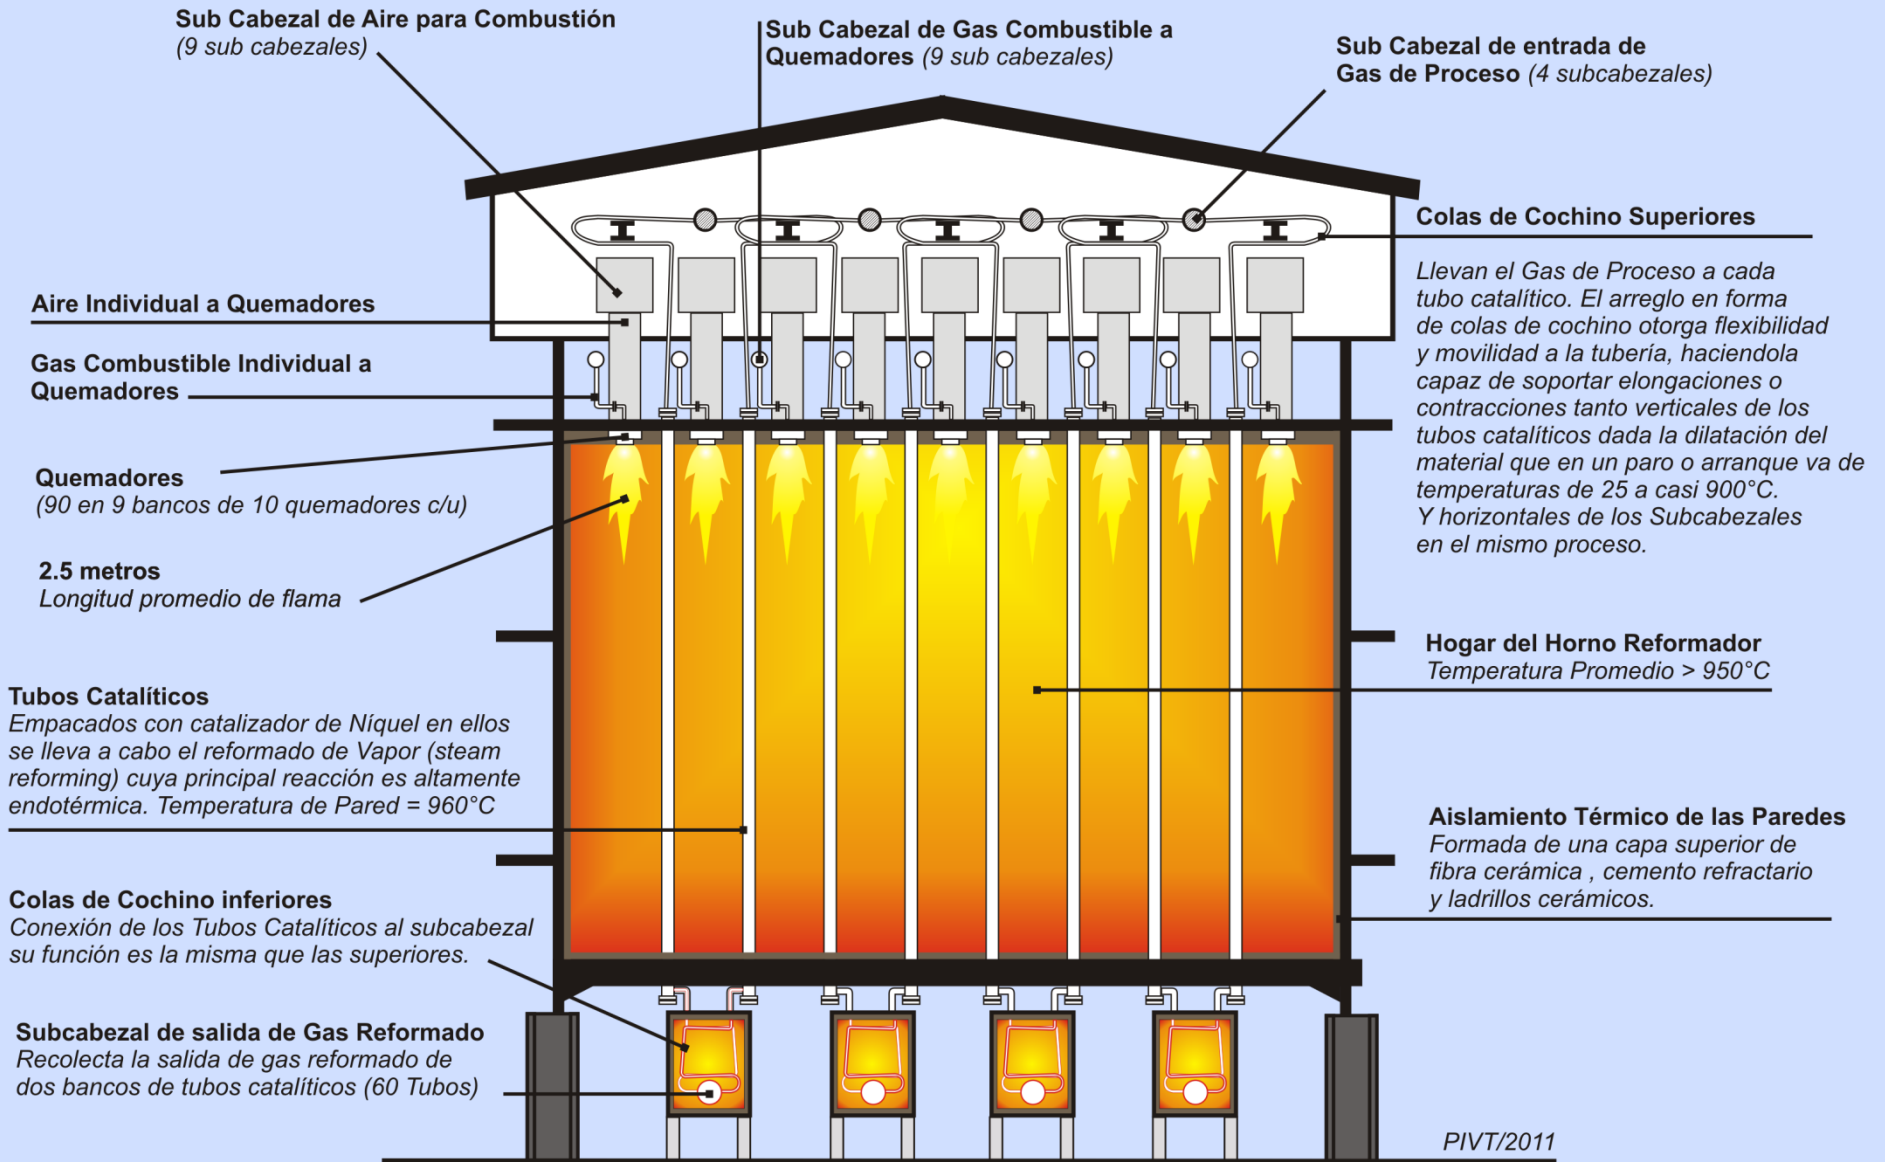 Sub Cabezal de Aire para Combustión
(9 sub cabezales)
Sub Cabezal de Gas Combustible a
Quemadores (9 sub cabezales)
Sub Cabezal de entrada de
Gas de Proceso (4 subcabezales)
Colas de Cochino Superiores
Llevan el Gas de Proceso a cada
tubo catalítico. El arreglo en forma
de colas de cochino otorga flexibilidad
y movilidad a la tubería, haciendola
capaz de soportar elongaciones o
contracciones tanto verticales de los
tubos catalíticos dada la dilatación del
material que en un paro o arranque va de
temperaturas de 25 a casi 900°C.
Y horizontales de los Subcabezales
en el mismo proceso.
Aire Individual a Quemadores
Gas Combustible Individual a
Quemadores
Quemadores
(90 en 9 bancos de 10 quemadores c/u)
2.5 metros
Longitud promedio de flama
Hogar del Horno Reformador
Temperatura Promedio > 950°C
Tubos Catalíticos
Empacados con catalizador de Níquel en ellos
se lleva a cabo el reformado de Vapor (steam
reforming) cuya principal reacción es altamente
endotérmica. Temperatura de Pared = 960°C
Aislamiento Térmico de las Paredes
Formada de una capa superior de
fibra cerámica , cemento refractario
y ladrillos cerámicos.
Colas de Cochino inferiores
Conexión de los Tubos Catalíticos al subcabezal
su función es la misma que las superiores.
Subcabezal de salida de Gas Reformado
Recolecta la salida de gas reformado de
dos bancos de tubos catalíticos (60 Tubos)
PIVT/2011